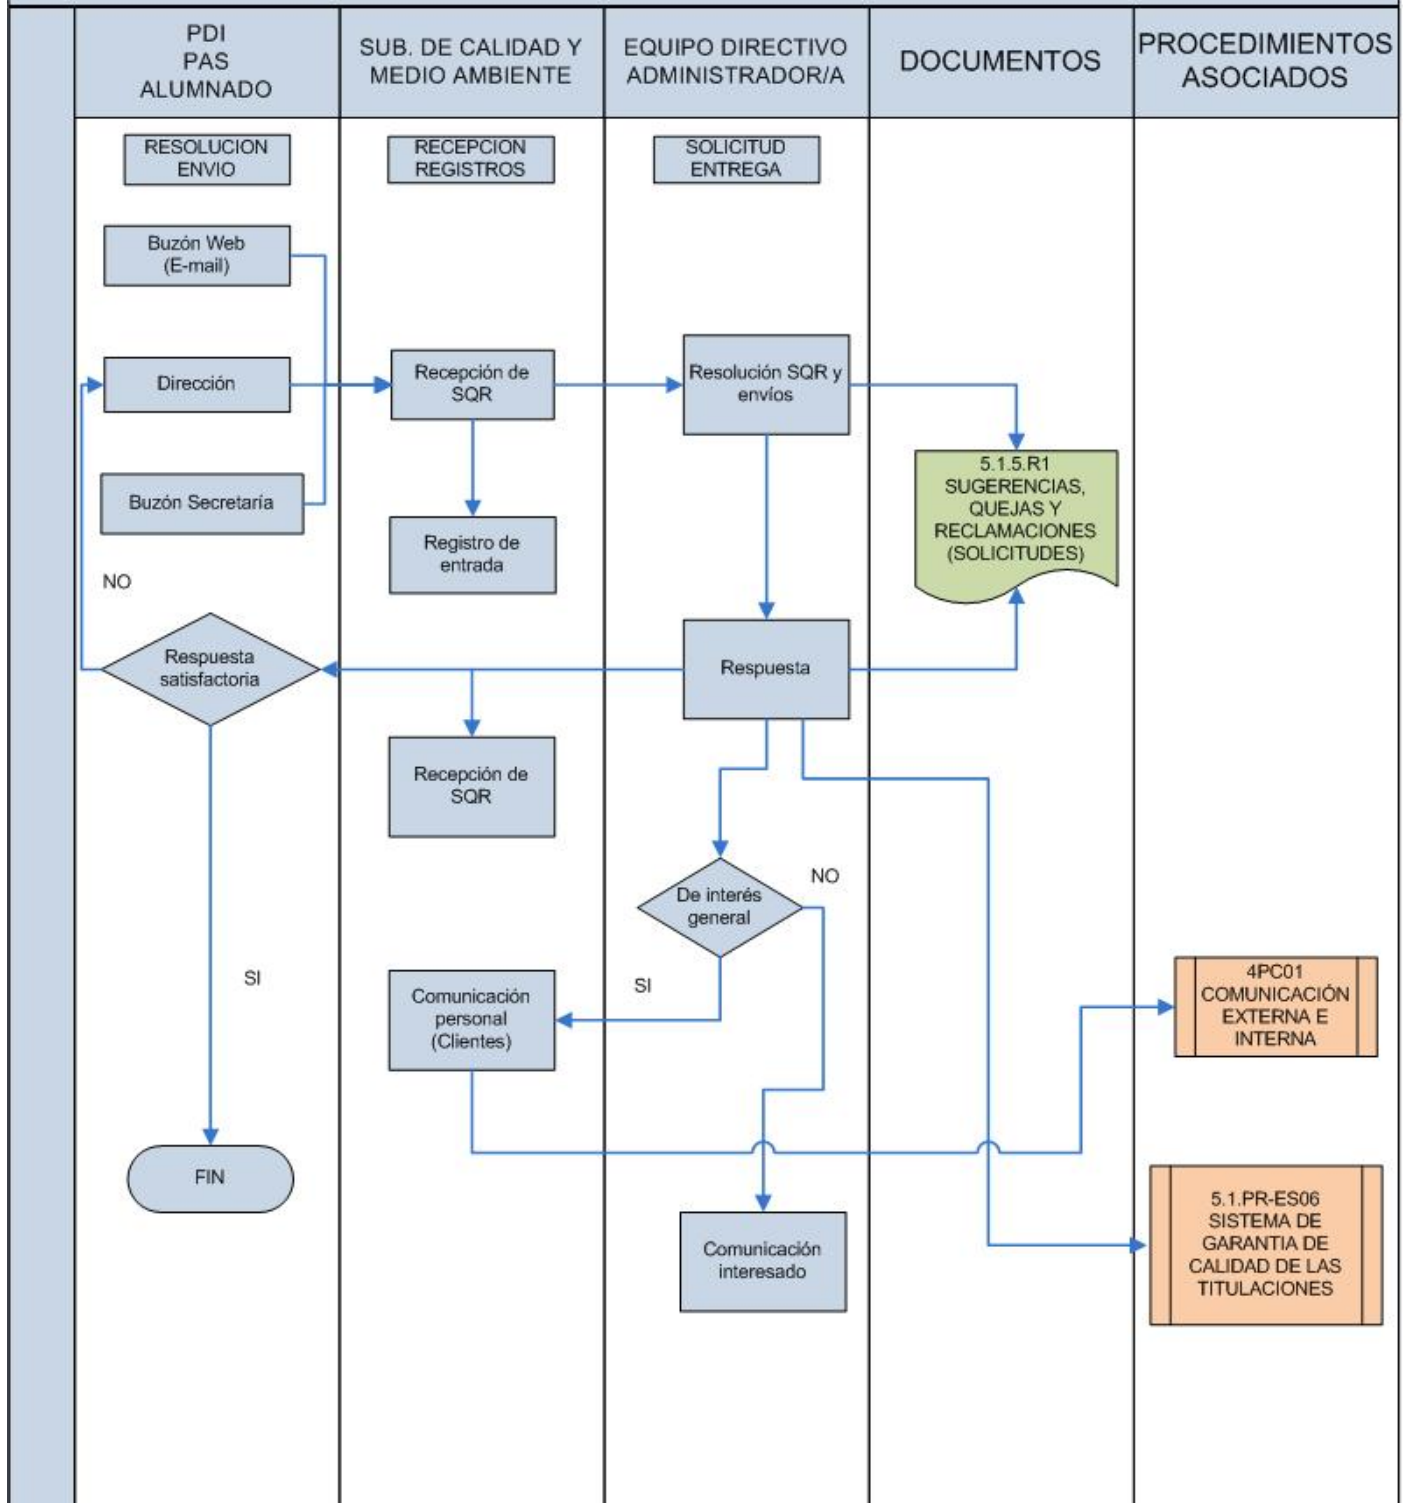 PDI
PAS
ALUMNADO
SUB. DE CALIDAD Y
MEDIO AMBIENTE
EQUIPO DIRECTIVO
ADMINISTRADOR/A
DOCUMENTOS
PROCEDIMIENTOS
ASOCIADOS
RESOLUCION
ENVIO
RECEPCION
REGISTROS
SOLICITUD
ENTREGA
Buzón Web
(E-mail)
Dirección
Recepción de
SQR
Resolución SQR y
envíos
5.1.5.R1
SUGERENCIAS,
QUEJAS Y
RECLAMACIONES
(SOLICITUDES)
Buzón Secretaría
Registro de
entrada
NO
Respuesta
satisfactoria
Respuesta
Recepción de
SQR
De interés
general
NO
SI
SI
Comunicación
personal
(Clientes)
4PC01
COMUNICACIÓN
EXTERNA E
INTERNA
FIN
Comunicación
interesado
5.1.PR-ES06
SISTEMA DE
GARANTIA DE
CALIDAD DE LAS
TITULACIONES